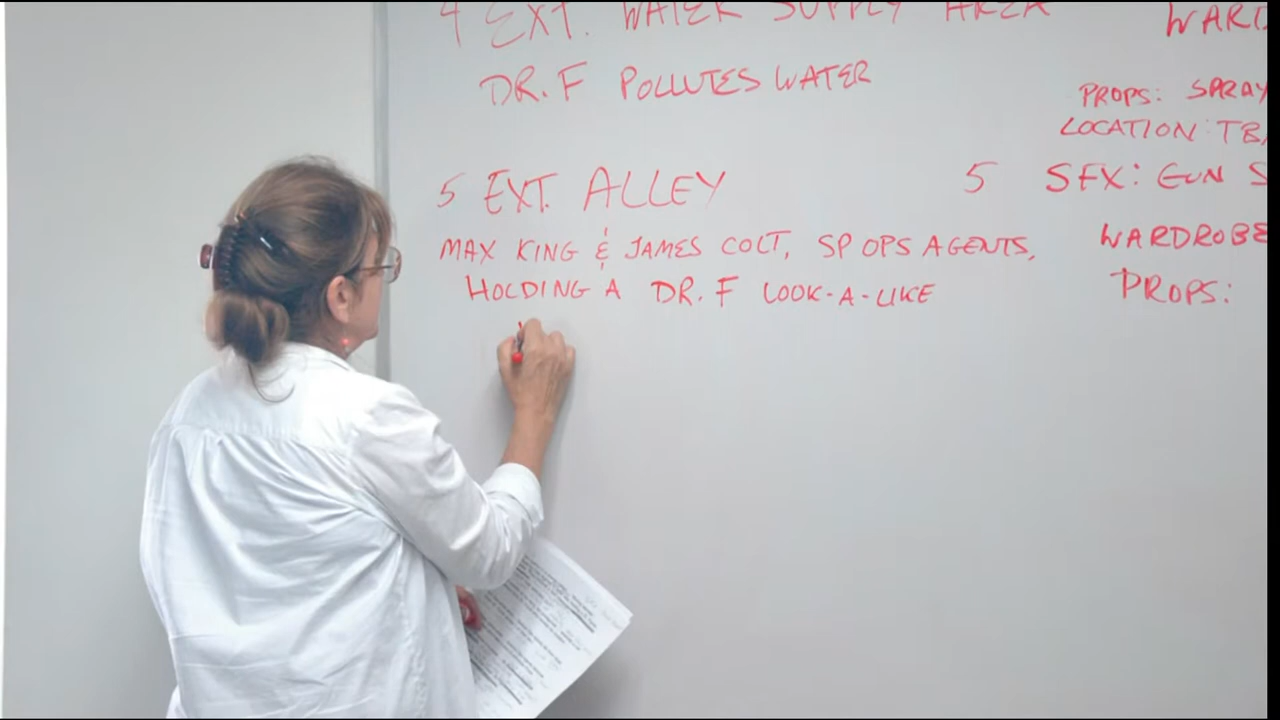 4 EXT. WATER SUPPLY AREA
DR. F POLLUTES WATER
5 EXT. ALLEY
MAX KING & JAMES COLT, SP OPS AGENTS,
HOLDING A DR. F LOOK-A-LIKE
WARD
PROPS: SPRAY
LOCATION: TB
5 SFX: GUN S
WARDROBE
PROPS: